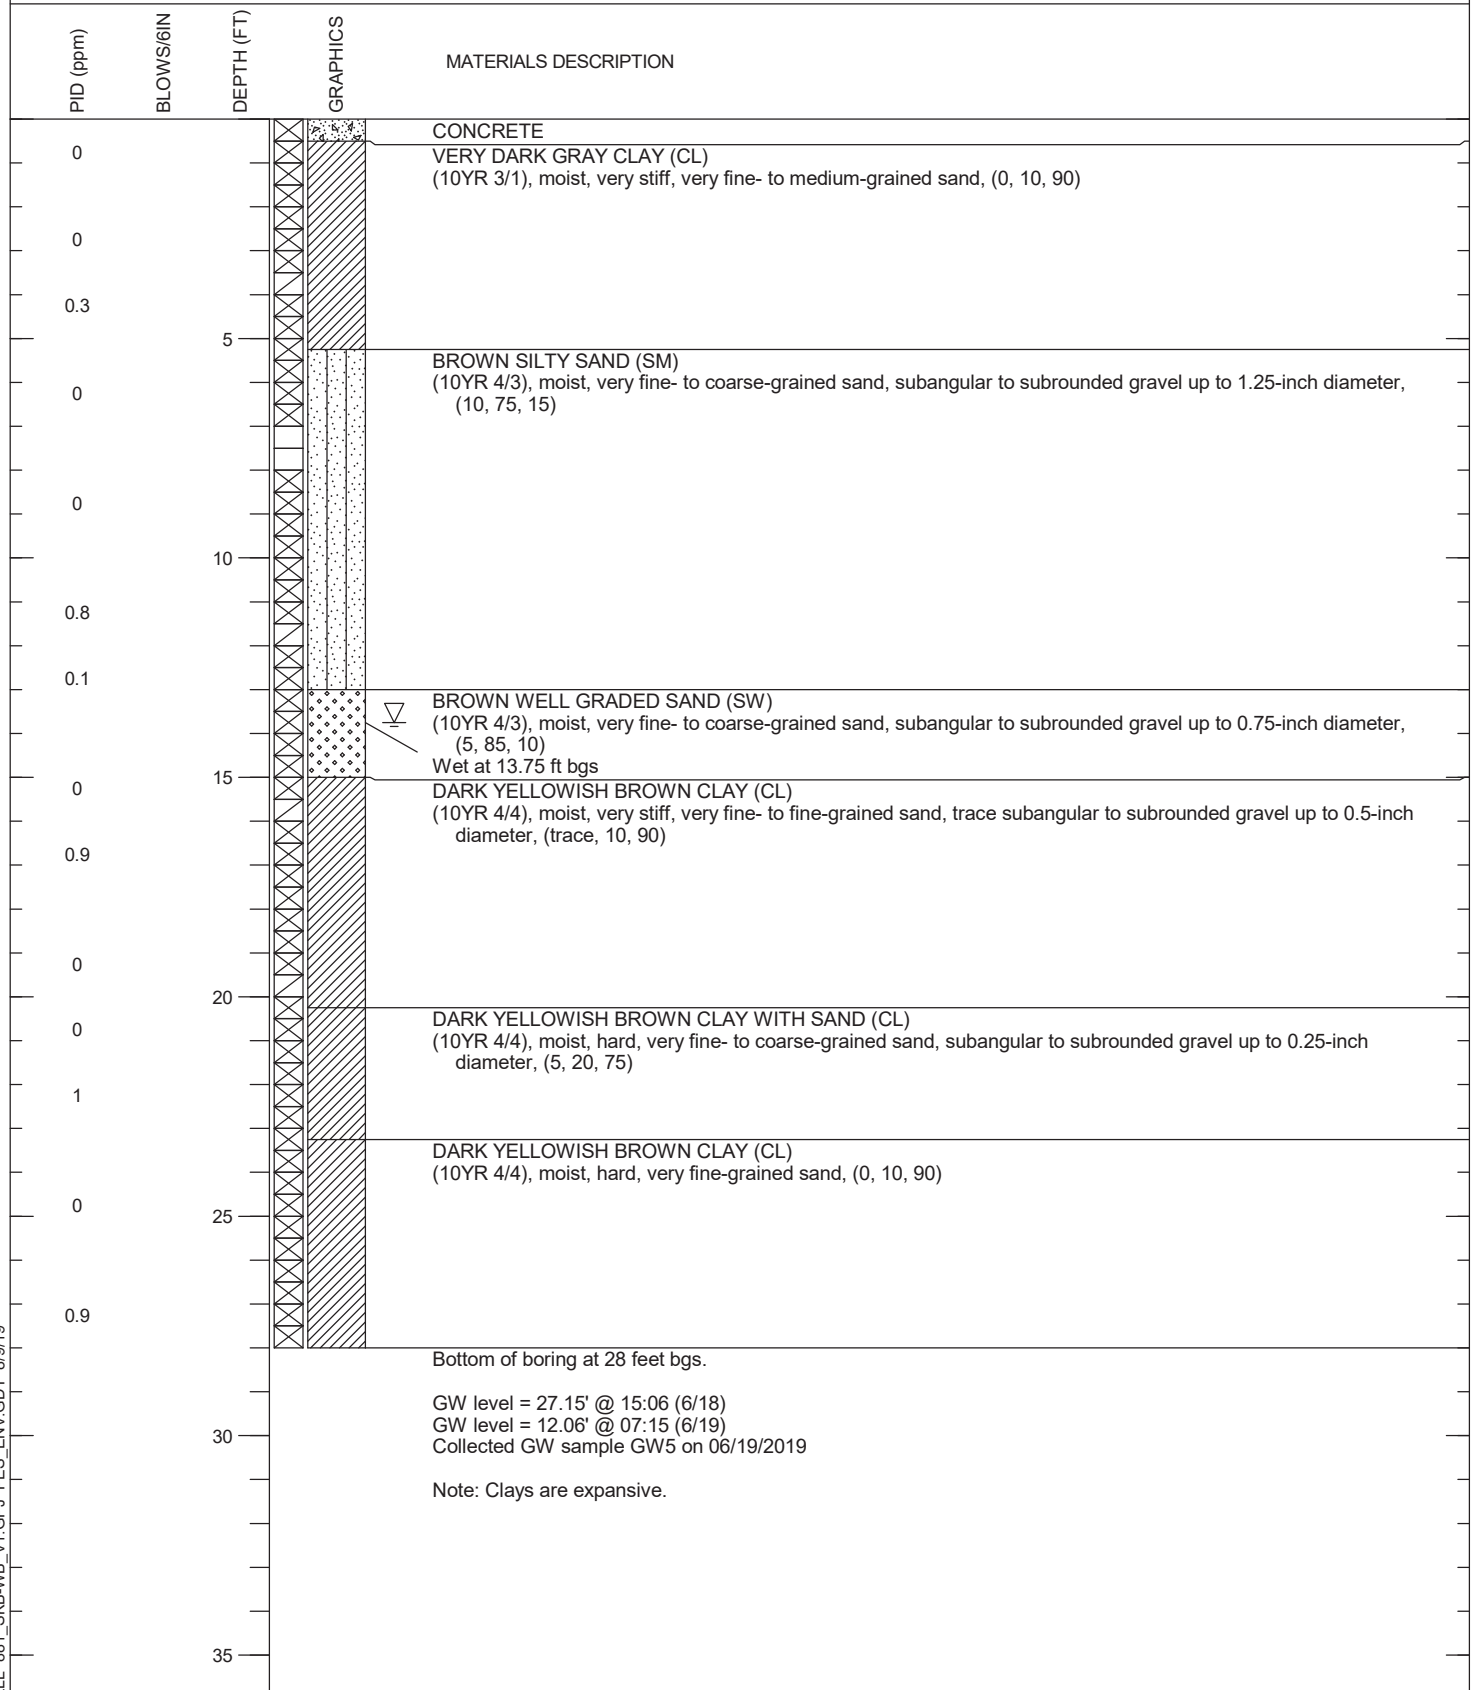 PID (ppm)
BLOWS/6IN
DEPTH (FT)
GRAPHICS
MATERIALS DESCRIPTION
CONCRETE
0
VERY DARK GRAY CLAY (CL)
(10YR 3/1), moist, very stiff, very fine- to medium-grained sand, (0, 10, 90)
0
0.3
5
BROWN SILTY SAND (SM)
(10YR 4/3), moist, very fine- to coarse-grained sand, subangular to subrounded gravel up to 1.25-inch diameter,
0
(10, 75, 15)
0
10
0.8
0.1
BROWN WELL GRADED SAND (SW)
(10YR 4/3), moist, very fine- to coarse-grained sand, subangular to subrounded gravel up to 0.75-inch diameter,
(5, 85, 10)
Wet at 13.75 ft bgs
15
0
DARK YELLOWISH BROWN CLAY (CL)
(10YR 4/4), moist, very stiff, very fine- to fine-grained sand, trace subangular to subrounded gravel up to 0.5-inch
diameter, (trace, 10, 90)
0.9
0
20
DARK YELLOWISH BROWN CLAY WITH SAND (CL)
0
(10YR 4/4), moist, hard, very fine- to coarse-grained sand, subangular to subrounded gravel up to 0.25-inch
diameter, (5, 20, 75)
1
DARK YELLOWISH BROWN CLAY (CL)
(10YR 4/4), moist, hard, very fine-grained sand, (0, 10, 90)
0
25
0.9
Bottom of boring at 28 feet bgs.
GW level = 27.15' @ 15:06 (6/18)
GW level = 12.06' @ 07:15 (6/19)
30
Collected GW sample GW5 on 06/19/2019
Note: Clays are expansive.
35